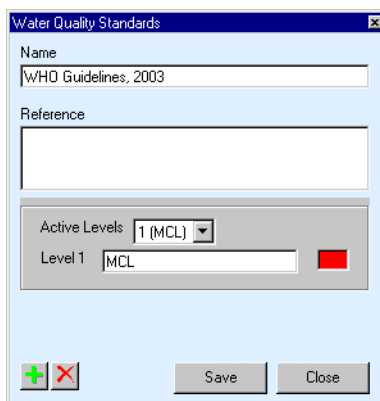 Water Quality Standards
Name
WHO Guidelines, 2003
Reference
Active Levels 1 (MCL)
Level 1 MCL
Save Close